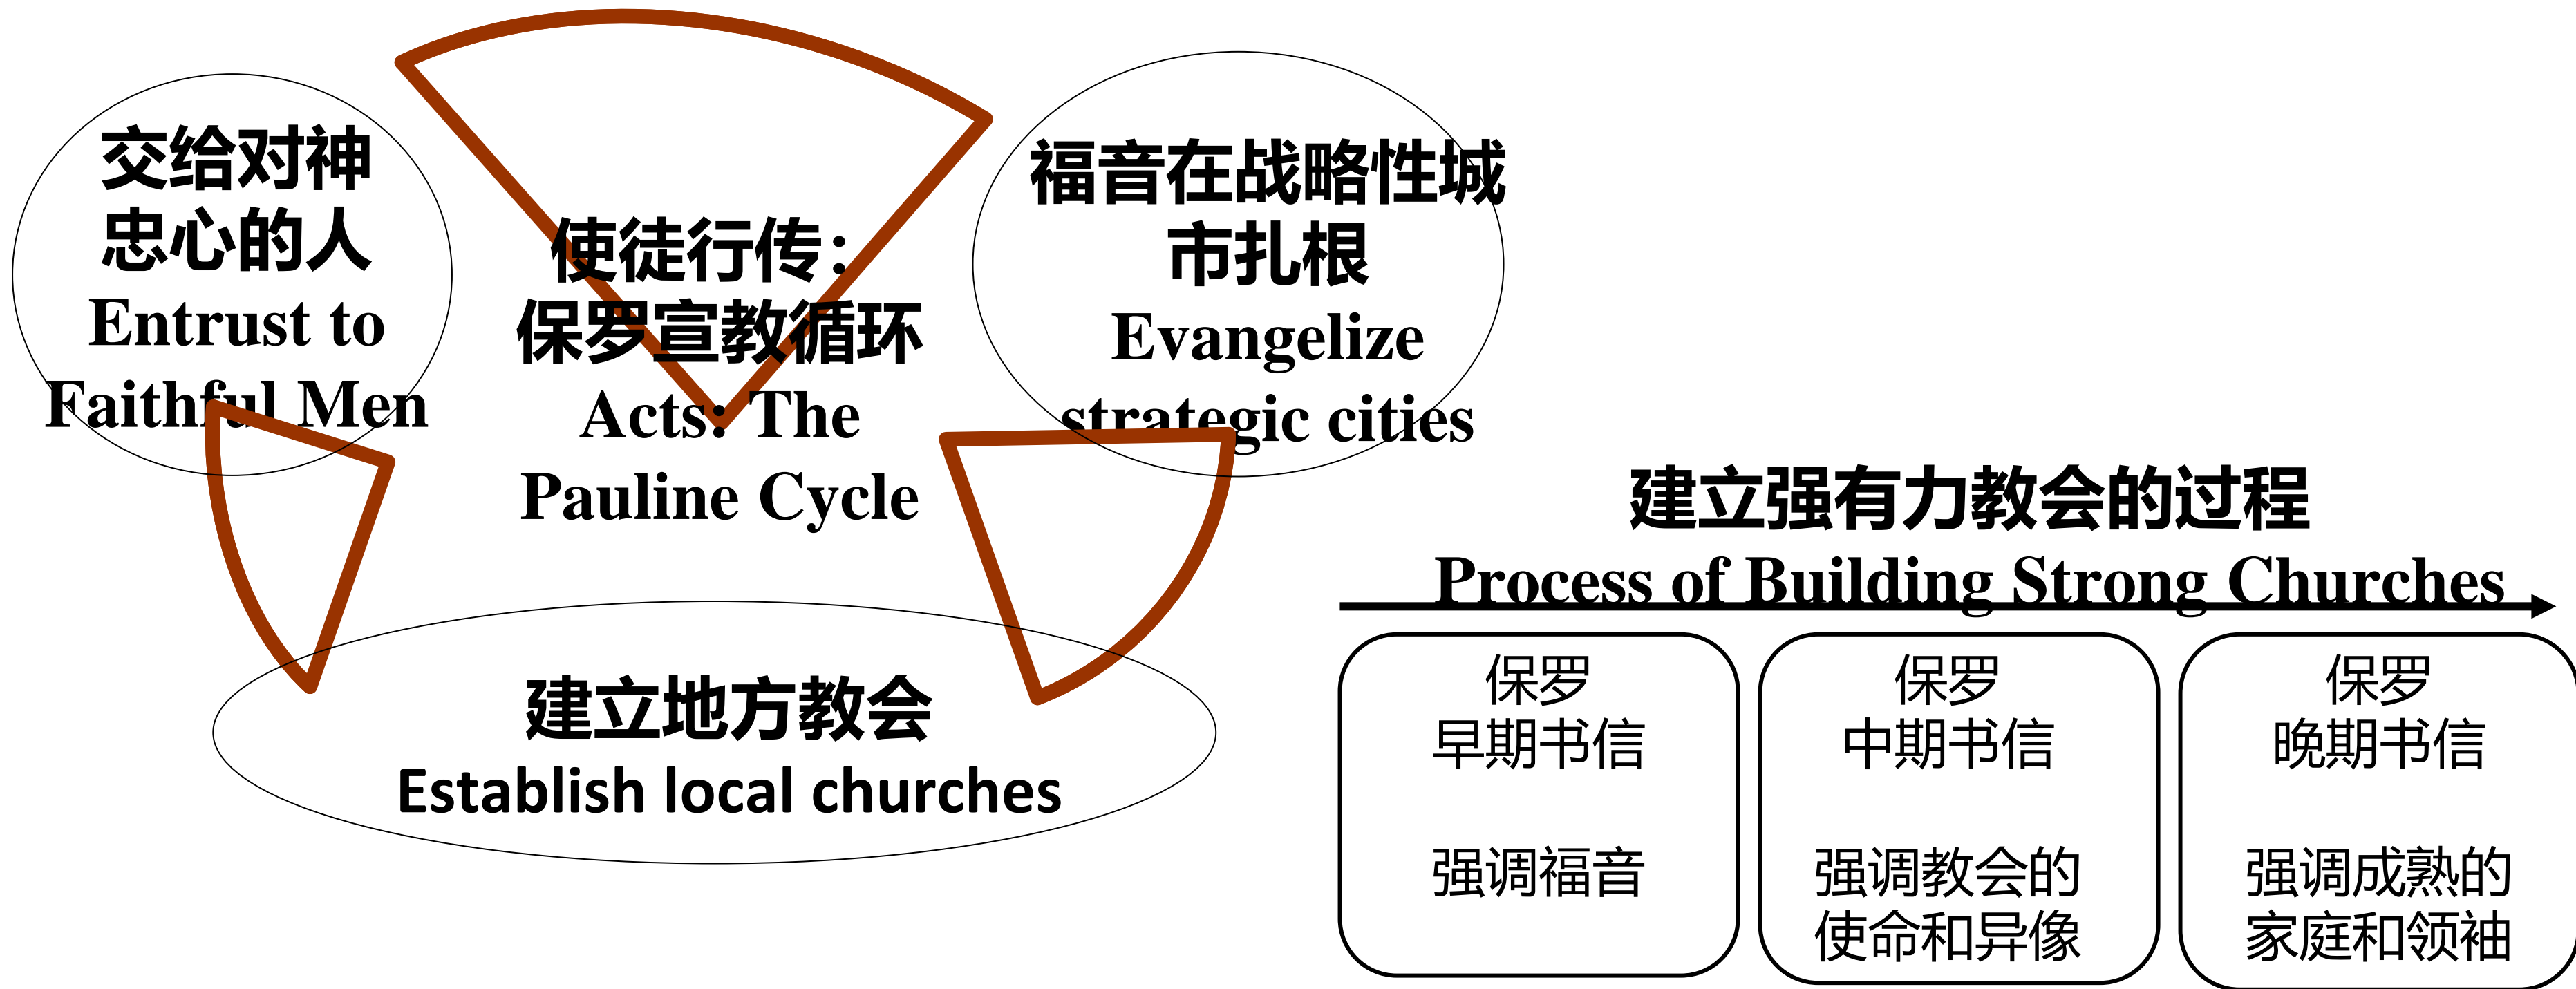 交给对神
忠心的人
Entrust to
Faithful Men
使徒行传：
保罗宣教循环
Acts: The
Pauline Cycle
福音在战略性城
市扎根
Evangelize
strategic cities
建立地方教会
Establish local churches
建立强有力教会的过程
Process of Building Strong Churches
保罗
早期书信
强调福音
保罗
中期书信
强调教会的
使命和异像
保罗
晚期书信
强调成熟的
家庭和领袖